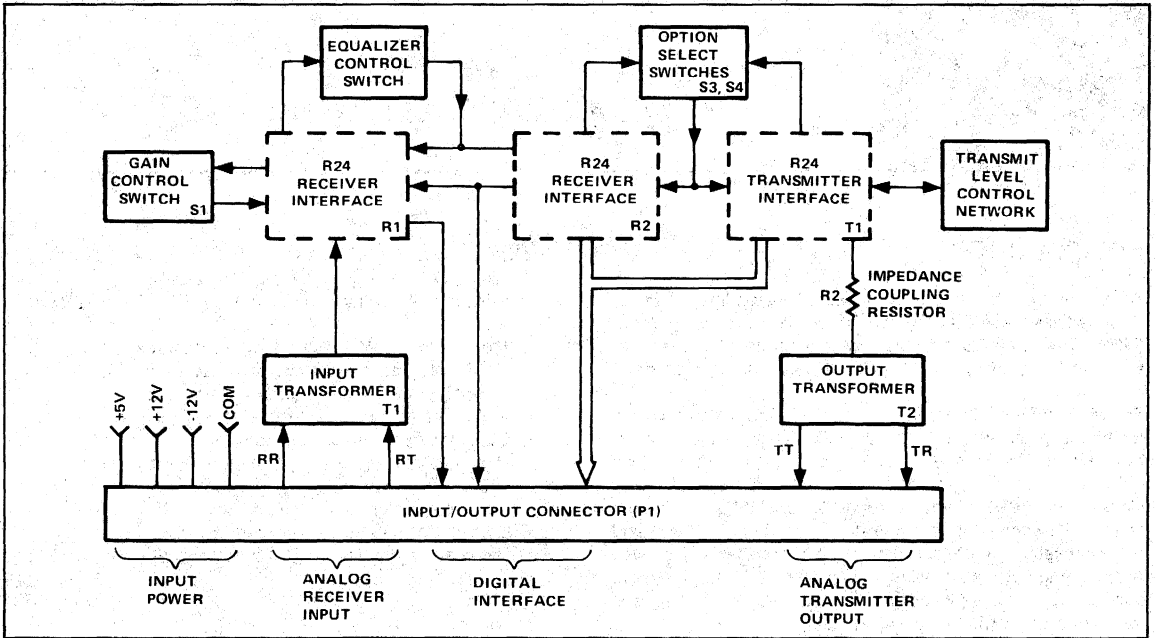 EQUALIZER
CONTROL
SWITCH
OPTION
SELECT
SWITCHES
S3, S4
GAIN
CONTROL
SWITCH
S1
R24
RECEIVER
INTERFACE
R1
R24
RECEIVER
INTERFACE
R2
R24
TRANSMITTER
INTERFACE
T1
TRANSMIT
LEVEL
CONTROL
NETWORK
R2
IMPEDANCE
COUPLING
RESISTOR
INPUT
TRANSFORMER
T1
OUTPUT
TRANSFORMER
T2
+5V
+12V
-12V
COM
RR
RT
TT
TR
INPUT/OUTPUT CONNECTOR (P1)
INPUT
POWER
ANALOG
RECEIVER
INPUT
DIGITAL
INTERFACE
ANALOG
TRANSMITTER
OUTPUT